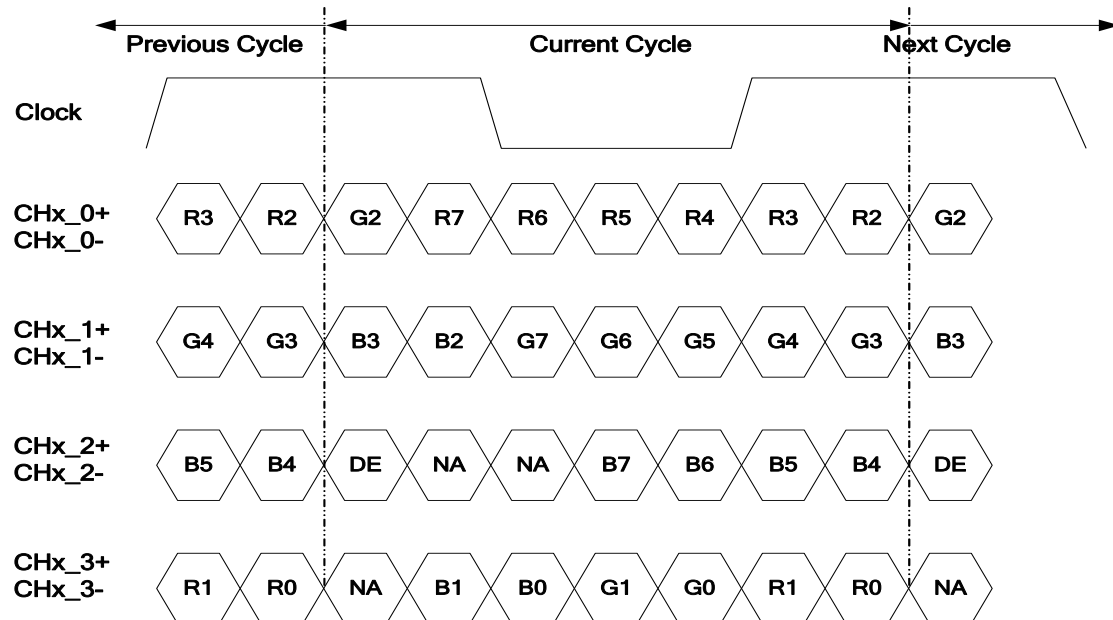 Previous Cycle Current Cycle Next Cycle
Clock
CHx_0+
CHx_0-
R3 R2 G2 R7 R6 R5 R4 R3 R2 G2
CHx_1+
CHx_1-
G4 G3 B3 B2 G7 G6 G5 G4 G3 B3
CHx_2+
CHx_2-
B5 B4 DE NA NA B7 B6 B5 B4 DE
CHx_3+
CHx_3-
R1 R0 NA B1 B0 G1 G0 R1 R0 NA